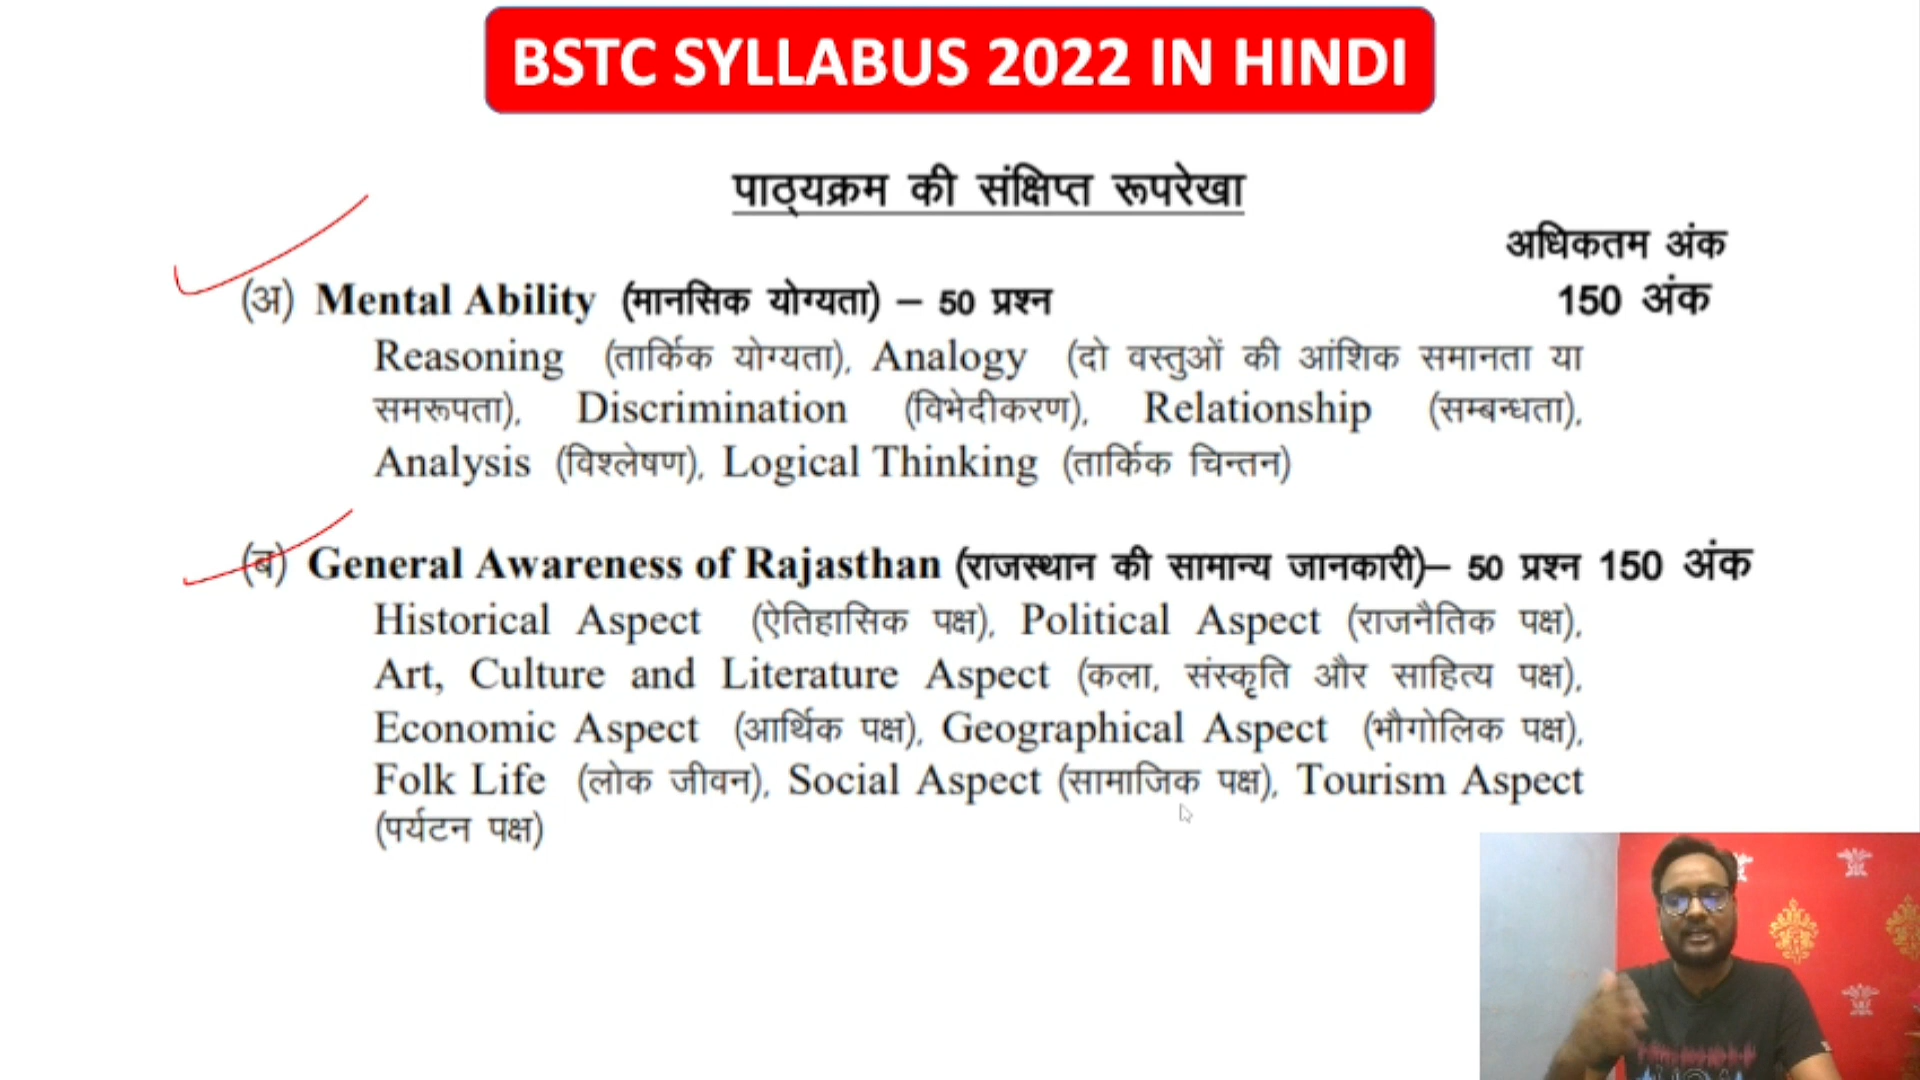 BSTC SYLLABUS 2022 IN HINDI
पाठ्यक्रम की संक्षिप्त रूपरेखा
अधिकतम अंक
(अ) Mental Ability (मानसिक योग्यता) – 50 प्रश्न 150 अंक
Reasoning (तार्किक योग्यता), Analogy (दो वस्तुओं की आंशिक समानता या
समरूपता), Discrimination (विभेदीकरण), Relationship (सम्बन्धता),
Analysis (विश्लेषण), Logical Thinking (तार्किक चिन्तन)
(ब) General Awareness of Rajasthan (राजस्थान की सामान्य जानकारी)– 50 प्रश्न 150 अंक
Historical Aspect (ऐतिहासिक पक्ष), Political Aspect (राजनैतिक पक्ष),
Art, Culture and Literature Aspect (कला, संस्कृति और साहित्य पक्ष),
Economic Aspect (आर्थिक पक्ष), Geographical Aspect (भौगोलिक पक्ष),
Folk Life (लोक जीवन), Social Aspect (सामाजिक पक्ष), Tourism Aspect
(पर्यटन पक्ष)